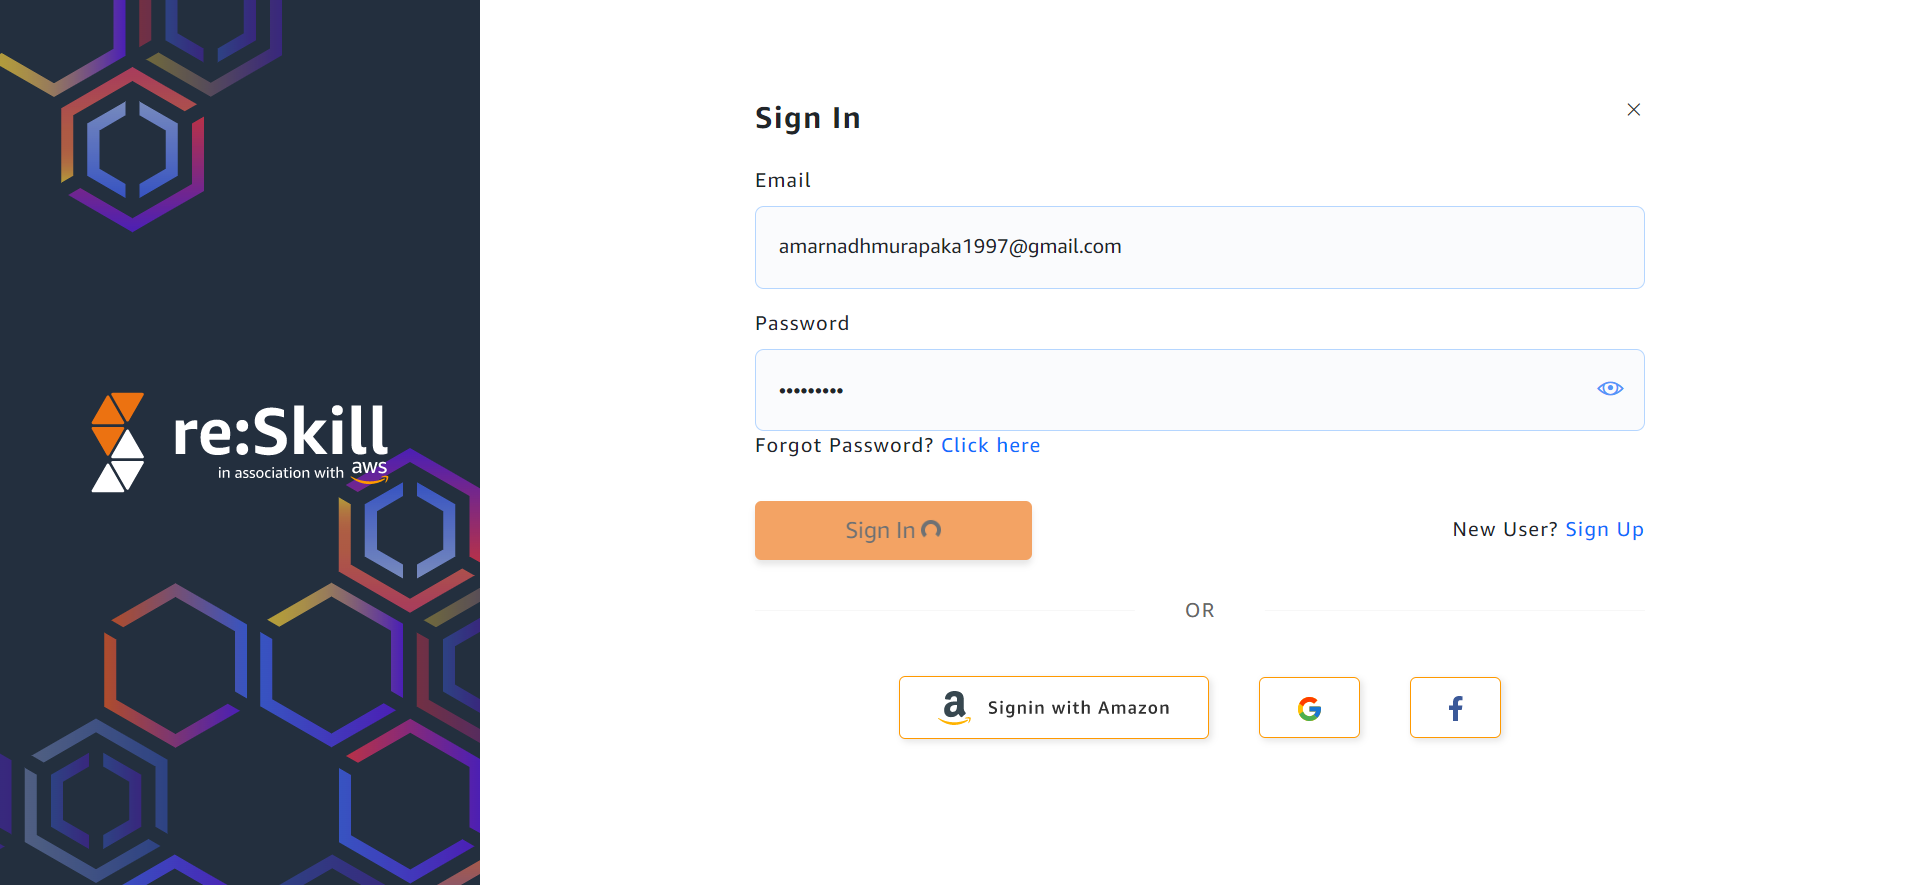 re:Skill
in association with aws
Sign In
Email
amarnadhmurapaka1997@gmail.com
Password
•••••••••
Forgot Password? Click here
Sign In
New User? Sign Up
OR
a Signin with Amazon
G
f